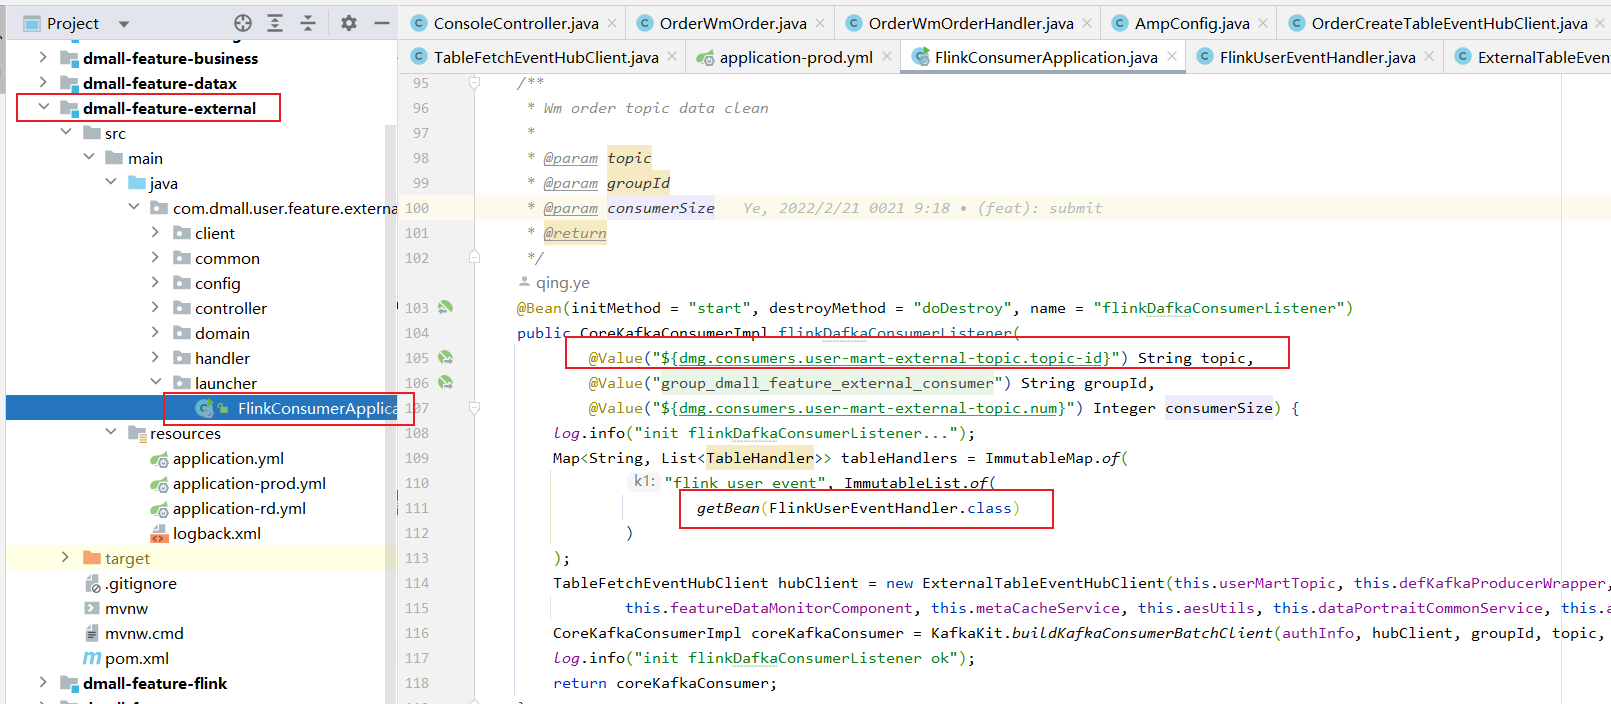 Project
ConsoleController.java
OrderWmOrder.java
OrderWmOrderHandler.java
AmpConfig.java
OrderCreateTableEventHubClient.java
TableFetchEventHubClient.java
application-prod.yml
FlinkConsumerApplication.java
FlinkUserEventHandler.java
ExternalTableEven
dmall-feature-business
dmall-feature-datax
dmall-feature-external
src
main
java
com.dmall.user.feature.externa
client
common
config
controller
domain
handler
launcher
FlinkConsumerApplica
resources
application.yml
application-prod.yml
application-rd.yml
logback.xml
target
.gitignore
mvnw
mvnw.cmd
pom.xml
dmall-feature-flink
95 /**
96 * Wm order topic data clean
97 *
98 * @param topic
99 * @param groupId
100 * @param consumerSize Ye, 2022/2/21 0021 9:18 • (feat): submit
101 * @return
102 */
qing.ye
103 @Bean(initMethod = "start", destroyMethod = "doDestroy", name = "flinkDafkaConsumerListener")
104 public CoreKafkaConsumerImpl flinkDafkaConsumerListener(
105 @Value("${dmg.consumers.user-mart-external-topic.topic-id}") String topic,
106 @Value("group_dmall_feature_external_consumer") String groupId,
107 @Value("${dmg.consumers.user-mart-external-topic.num}") Integer consumerSize) {
108 log.info("init flinkDafkaConsumerListener...");
109 Map<String, List<TableHandler>> tableHandlers = ImmutableMap.of(
110 k1: "flink_user_event", ImmutableList.of(
111 getBean(FlinkUserEventHandler.class)
112 )
113 );
114 TableFetchEventHubClient hubClient = new ExternalTableEventHubClient(this.userMartTopic, this.defKafkaProducerWrapper,
115 this.featureDataMonitorComponent, this.metaCacheService, this.aesUtils, this.dataPortraitCommonService, this.a
116 CoreKafkaConsumerImpl coreKafkaConsumer = KafkaKit.buildKafkaConsumerBatchClient(authInfo, hubClient, groupId, topic,
117 log.info("init flinkDafkaConsumerListener ok");
118 return coreKafkaConsumer;